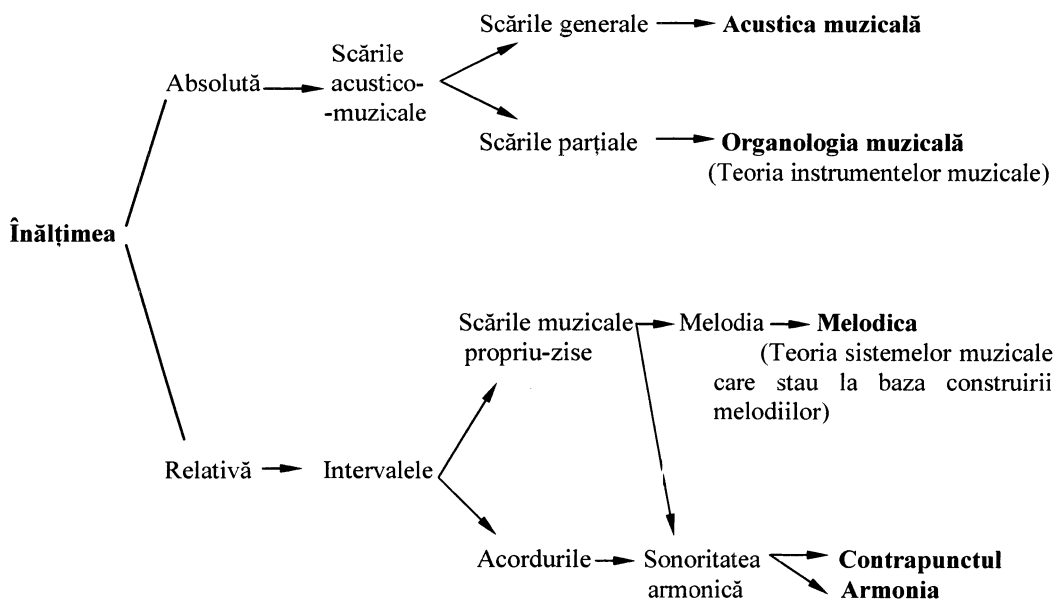 Scările generale
Acustica muzicală
Scările
acustico-
-muzicale
Absolută
Scările parțiale
Organologia muzicală
(Teoria instrumentelor muzicale)
Înălțimea
Scările muzicale
propriu-zise
Melodia
Melodica
(Teoria sistemelor muzicale
care stau la baza construirii
melodiilor)
Relativă
Intervalele
Acordurile
Sonoritatea
armonică
Contrapunctul
Armonia